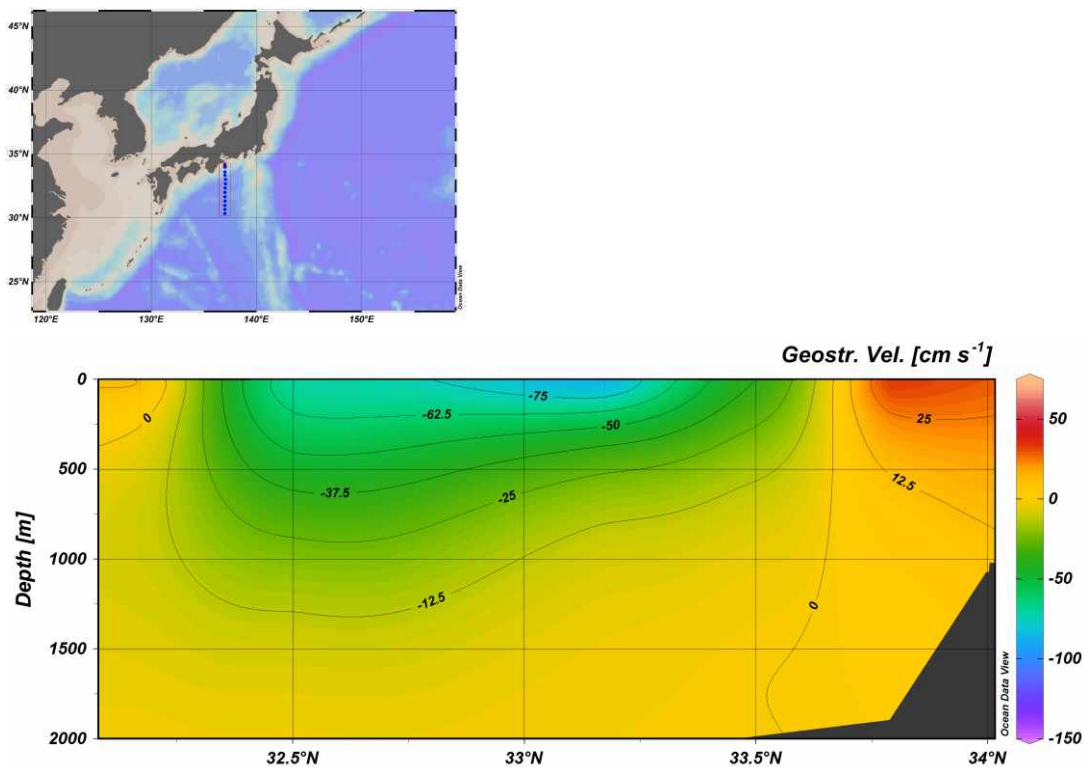 45°N
40°N
35°N
30°N
25°N
Ocean Data View
120°E 130°E 140°E 150°E
Geostr. Vel. [cm s⁻¹]
0
500
1000
1500
2000
Depth [m]
0
-75
-62.5
-50
25
-37.5
-25
12.5
-12.5
0
Ocean Data View
50
0
-50
-100
-150
32.5°N 33°N 33.5°N 34°N